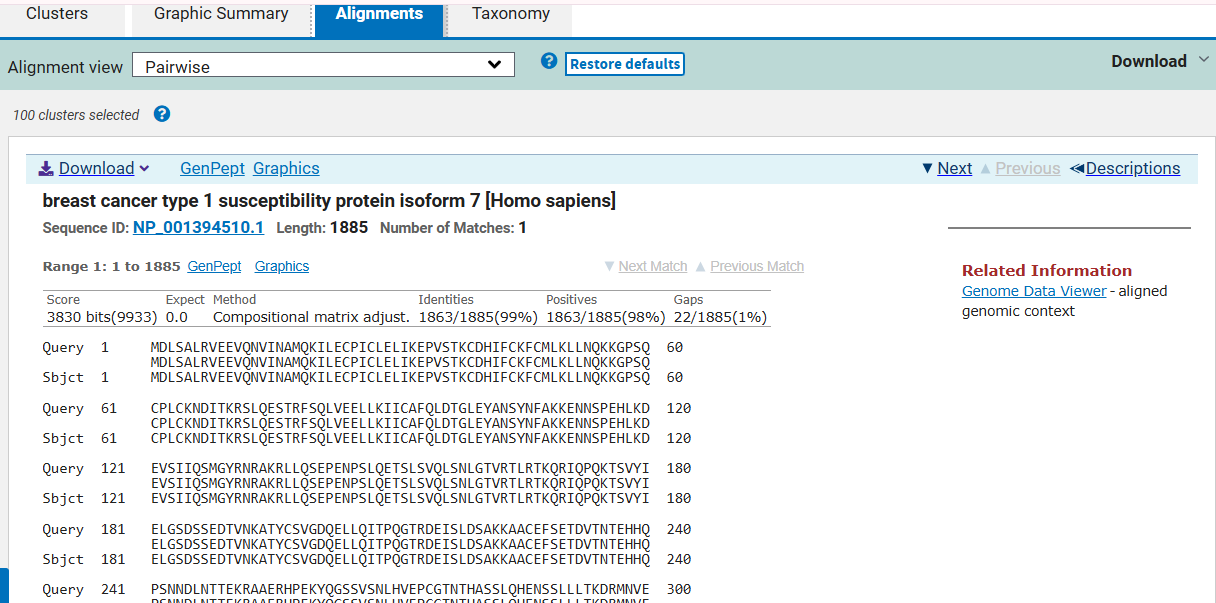 Clusters Graphic Summary Alignments Taxonomy
Alignment view Pairwise ? Restore defaults Download
100 clusters selected ?
Download GenPept Graphics ▼ Next ▲ Previous ◀◀ Descriptions
breast cancer type 1 susceptibility protein isoform 7 [Homo sapiens]
Sequence ID: NP_001394510.1 Length: 1885 Number of Matches: 1
Range 1: 1 to 1885 GenPept Graphics ▼ Next Match ▲ Previous Match
Related Information
Genome Data Viewer - aligned
genomic context
Score Expect Method Identities Positives Gaps
3830 bits(9933) 0.0 Compositional matrix adjust. 1863/1885(99%) 1863/1885(98%) 22/1885(1%)
Query 1 MDLSALRVEEVQNVINAMQKILECPICLELIKEPVSTKCDHIFCKFCMLKLLNQKKGPSQ 60
MDLSALRVEEVQNVINAMQKILECPICLELIKEPVSTKCDHIFCKFCMLKLLNQKKGPSQ
Sbjct 1 MDLSALRVEEVQNVINAMQKILECPICLELIKEPVSTKCDHIFCKFCMLKLLNQKKGPSQ 60
Query 61 CPLCKNDITKRSLQESTRFSQLVEELLKIICAFQLDTGLEYANSYNFAKKENNSPEHLKD 120
CPLCKNDITKRSLQESTRFSQLVEELLKIICAFQLDTGLEYANSYNFAKKENNSPEHLKD
Sbjct 61 CPLCKNDITKRSLQESTRFSQLVEELLKIICAFQLDTGLEYANSYNFAKKENNSPEHLKD 120
Query 121 EVSIIQSMGYRNRAKRLLQSEPENPSLQETSLSVQLSNLGTVRTLRTKQRIQPQKTSVYI 180
EVSIIQSMGYRNRAKRLLQSEPENPSLQETSLSVQLSNLGTVRTLRTKQRIQPQKTSVYI
Sbjct 121 EVSIIQSMGYRNRAKRLLQSEPENPSLQETSLSVQLSNLGTVRTLRTKQRIQPQKTSVYI 180
Query 181 ELGSDSSEDTVNKATYCSVGDQELLQITPQGTRDEISLDSAKKAACEFSETDVTNTEHHQ 240
ELGSDSSEDTVNKATYCSVGDQELLQITPQGTRDEISLDSAKKAACEFSETDVTNTEHHQ
Sbjct 181 ELGSDSSEDTVNKATYCSVGDQELLQITPQGTRDEISLDSAKKAACEFSETDVTNTEHHQ 240
Query 241 PSNNDLNTTEKRAAERHPEKYQGSSVSNLHVEPCGTNTHASSLQHENSSLLLTKDRMNVE 300